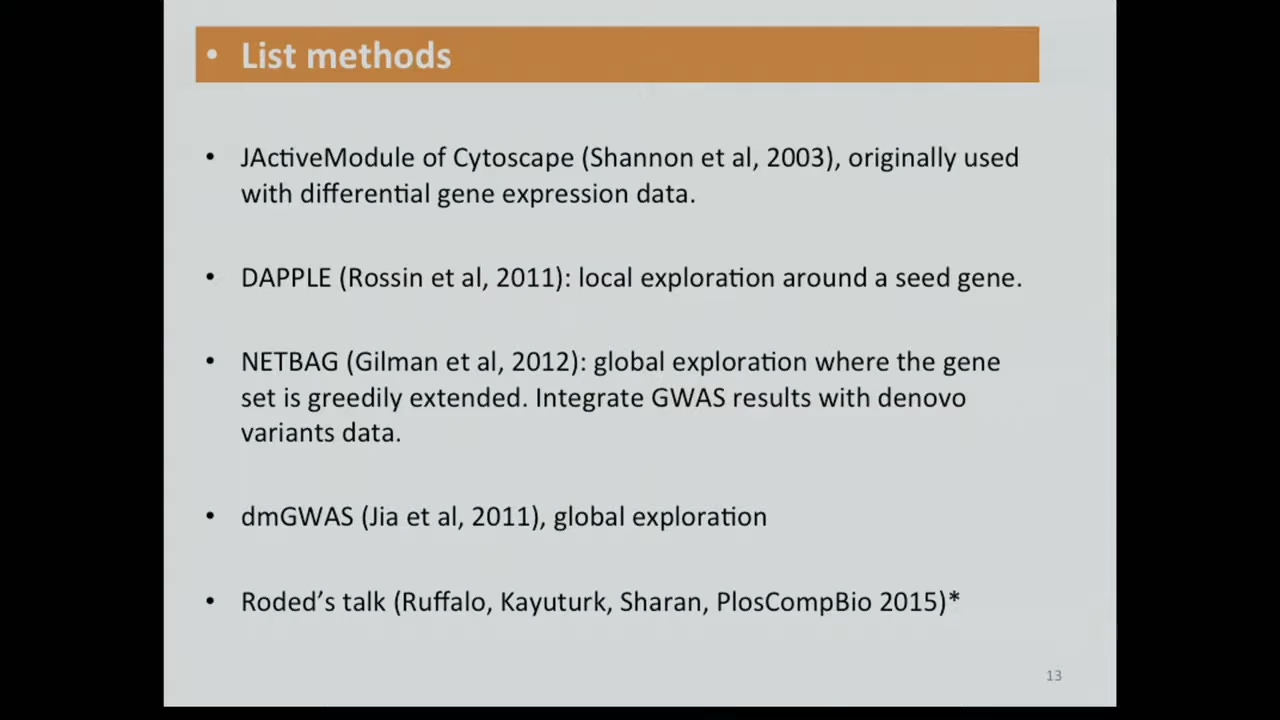 • List methods
• JActiveModule of Cytoscape (Shannon et al, 2003), originally used
with differential gene expression data.
• DAPPLE (Rossin et al, 2011): local exploration around a seed gene.
• NETBAG (Gilman et al, 2012): global exploration where the gene
set is greedily extended. Integrate GWAS results with denovo
variants data.
• dmGWAS (Jia et al, 2011), global exploration
• Roded’s talk (Ruffalo, Kayuturk, Sharan, PlosCompBio 2015)*
13